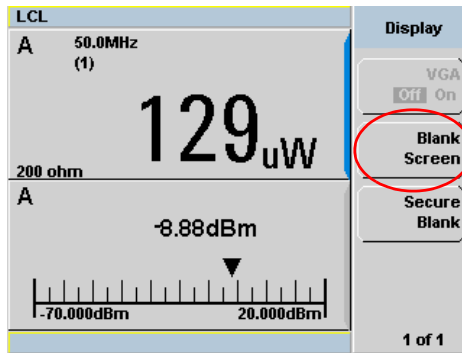 LCL
A 50.0MHz
(1)
129uW
200 ohm
A
-8.88dBm
-70.000dBm 20.000dBm
Display
VGA
Off On
Blank
Screen
Secure
Blank
1 of 1